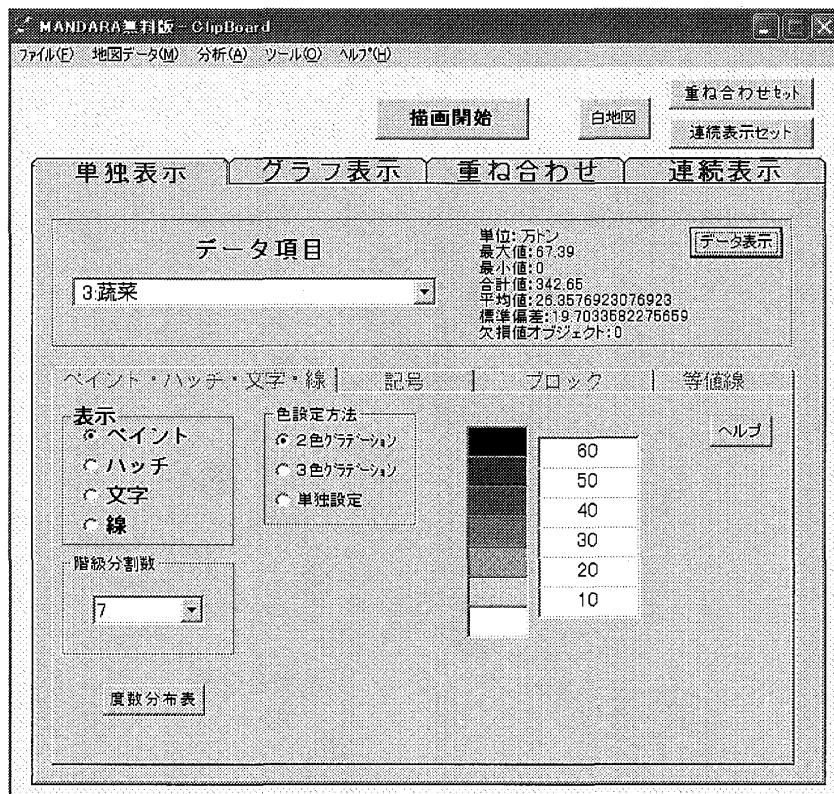 MANDARA無料版 - ClipBoard
ファイル(F) 地図データ(M) 分析(A) ツール(O) ヘルプ(H)
描画開始
白地図
重ね合わせセット
連続表示セット
単独表示 グラフ表示 重ね合わせ 連続表示
データ項目
3:蔬菜
単位:万トン
最大値:67.39
最小値:0
合計値:342.65
平均値:26.3576923076923
標準偏差:19.7033582275659
欠損値オブジェクト:0
データ表示
ペイント・ハッチ・文字・線 記号 ブロック 等値線
表示
ペイント
ハッチ
文字
線
色設定方法
2色グラデーション
3色グラデーション
単独設定
60
50
40
30
20
10
ヘルプ
階級分割数
7
度数分布表